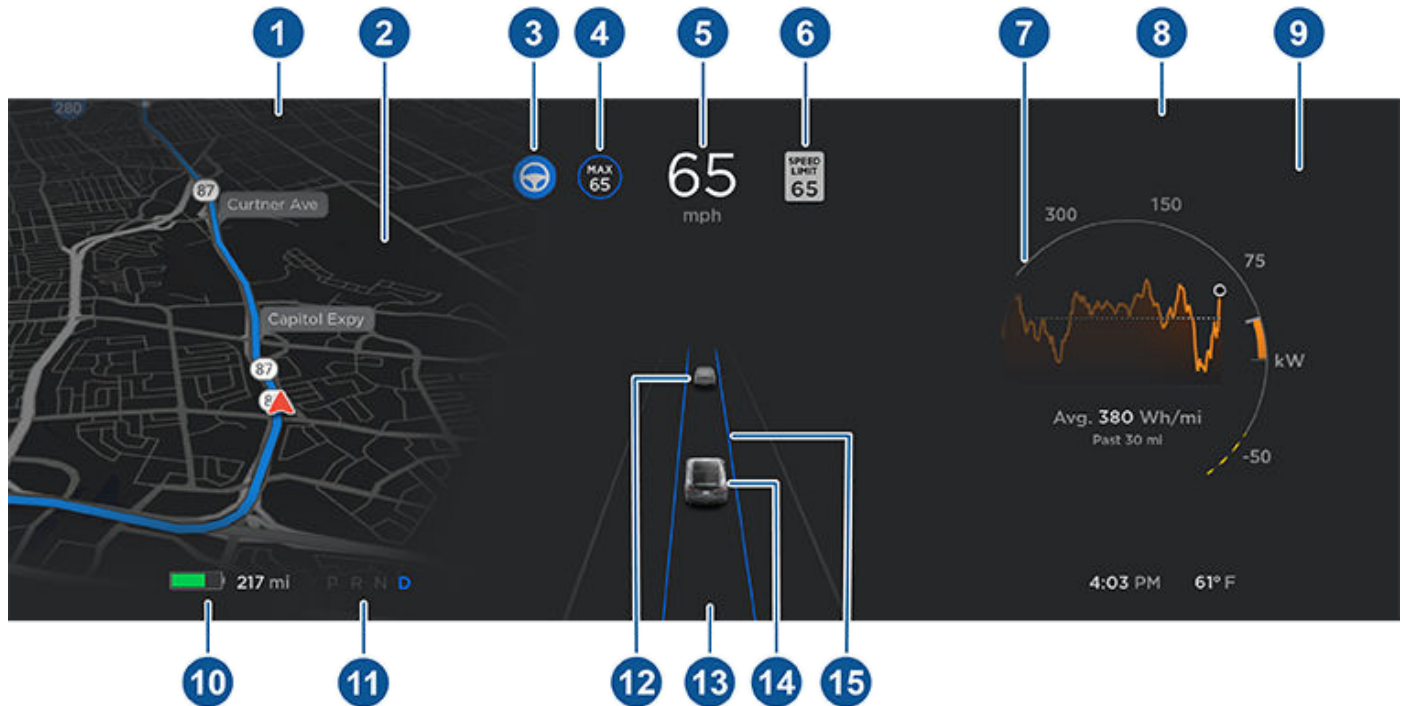 1 2 3 4 5 6 7 8 9
280
87
Curtner Ave
Capitol Expy
87
8
217 mi
P R N D
MAX
65
65
mph
SPEED
LIMIT
65
300 150
75
kW
-50
Avg. 380 Wh/mi
Past 30 mi
4:03 PM 61° F
10 11 12 13 14 15